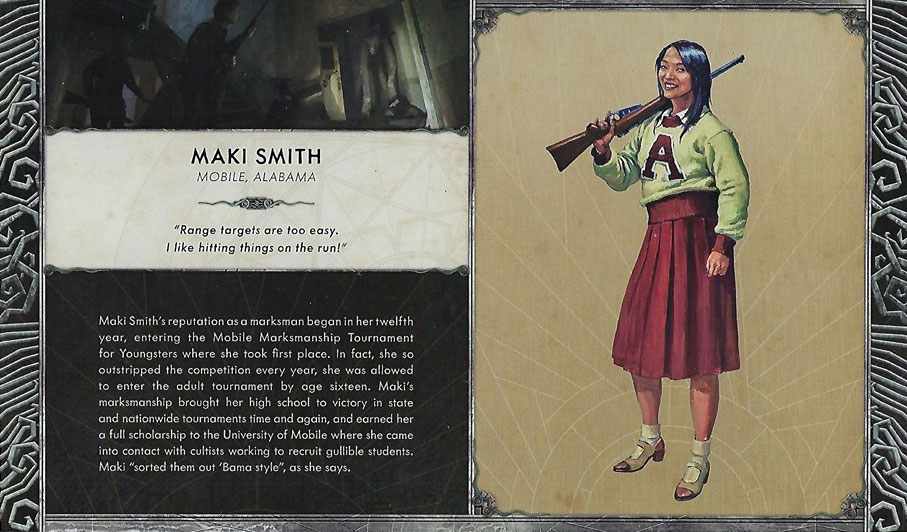 MAKI SMITH
MOBILE, ALABAMA
“Range targets are too easy.
I like hitting things on the run!”
Maki Smith’s reputation as a marksman began in her twelfth
year, entering the Mobile Marksmanship Tournament
for Youngsters where she took first place. In fact, she so
outstripped the competition every year, she was allowed
to enter the adult tournament by age sixteen. Maki’s
marksmanship brought her high school to victory in state
and nationwide tournaments time and again, and earned her
a full scholarship to the University of Mobile where she came
into contact with cultists working to recruit gullible students.
Maki “sorted them out ‘Bama style”, as she says.
A